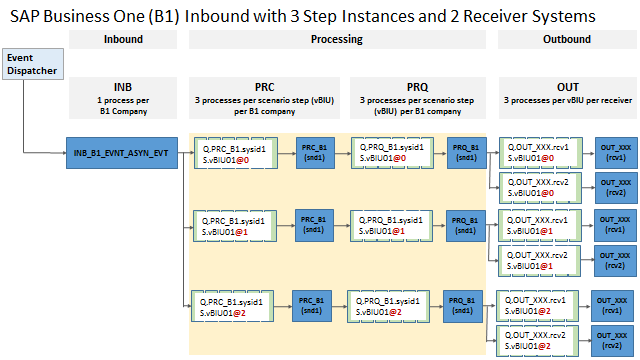 SAP Business One (B1) Inbound with 3 Step Instances and 2 Receiver Systems
Inbound
Processing
Outbound
Event
Dispatcher
INB
1 process per
B1 Company
PRC
3 processes per scenario step (vBIU)
per B1 company
PRQ
3 processes per scenario step
(vBIU) per B1 company
OUT
3 processes per vBIU per receiver
INB_B1_EVNT_ASYN_EVT
Q.PRC_B1.sysid1
S.vBIU01@0
PRC_B1
(snd1)
Q.PRQ_B1.sysid1
S.vBIU01@0
PRQ_B1
(snd1)
Q.OUT_XXX.rcv1
S.vBIU01@0
OUT_XXX
(rcv1)
Q.OUT_XXX.rcv2
S.vBIU01@0
OUT_XXX
(rcv2)
Q.PRC_B1.sysid1
S.vBIU01@1
PRC_B1
(snd1)
Q.PRQ_B1.sysid1
S.vBIU01@1
PRQ_B1
(snd1)
Q.OUT_XXX.rcv1
S.vBIU01@1
OUT_XXX
(rcv1)
Q.OUT_XXX.rcv2
S.vBIU01@1
OUT_XXX
(rcv2)
Q.PRC_B1.sysid1
S.vBIU01@2
PRC_B1
(snd1)
Q.PRQ_B1.sysid1
S.vBIU01@2
PRQ_B1
(snd1)
Q.OUT_XXX.rcv1
S.vBIU01@2
OUT_XXX
(rcv1)
Q.OUT_XXX.rcv2
S.vBIU01@2
OUT_XXX
(rcv2)